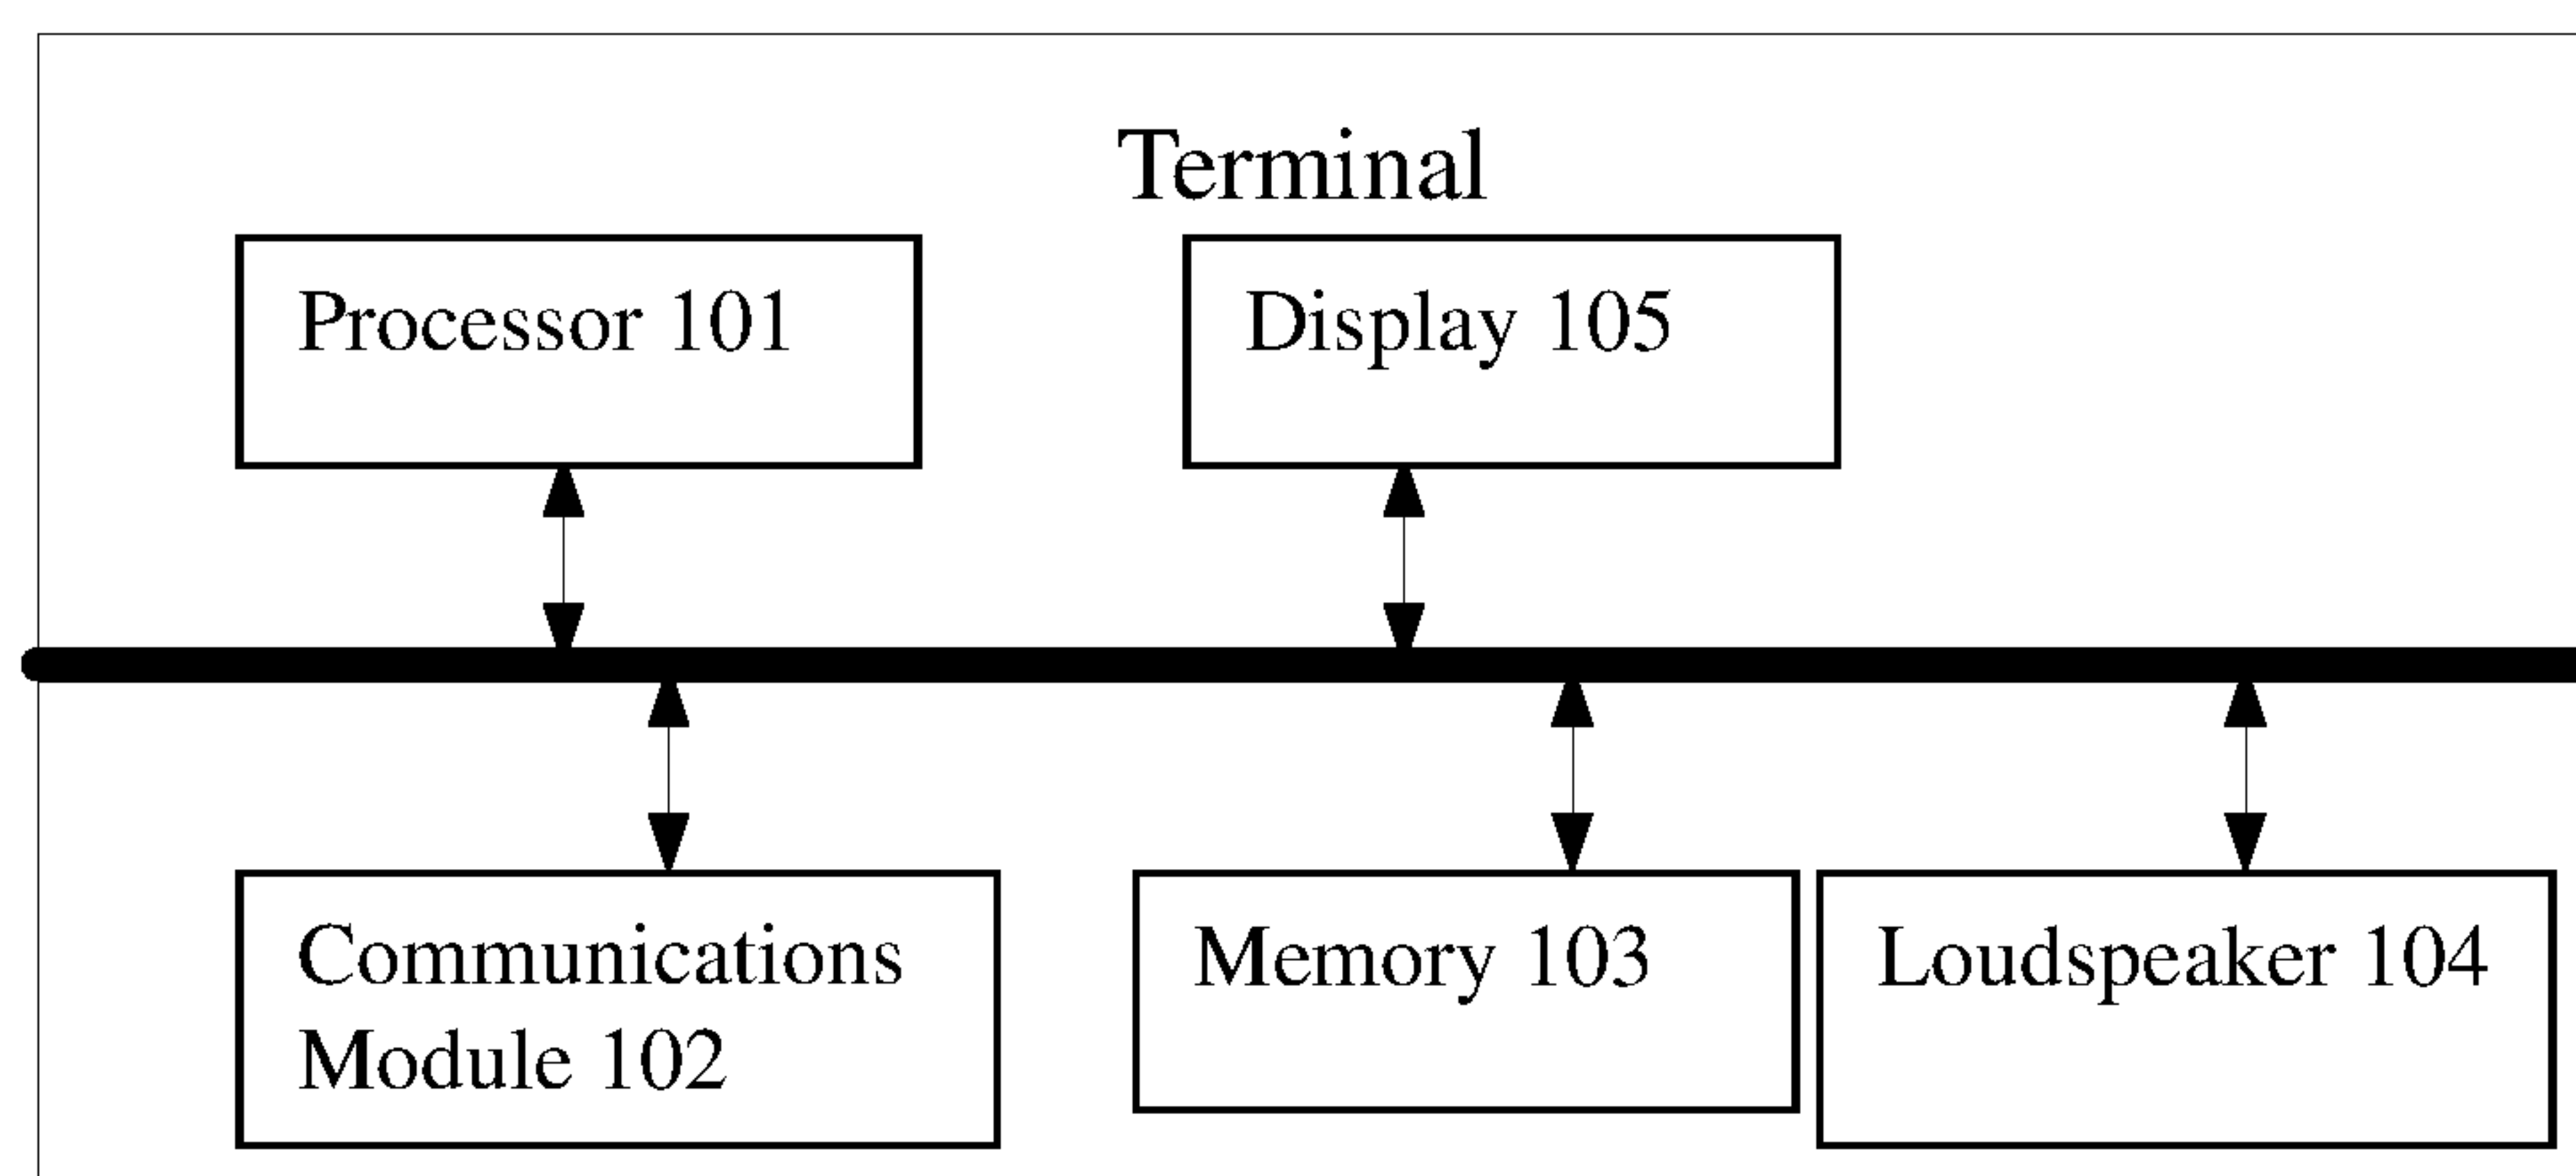 Terminal
Processor 101
Display 105
Communications
Module 102
Memory 103
Loudspeaker 104